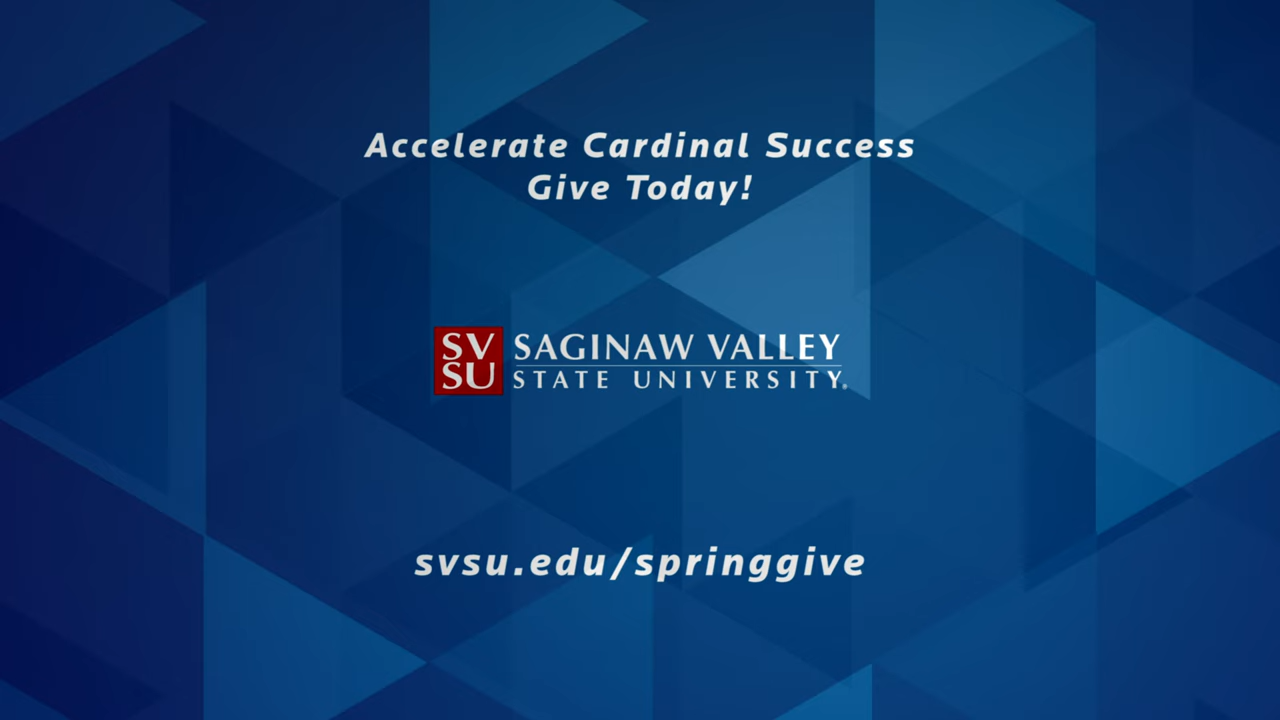 Accelerate Cardinal Success
Give Today!
SV
SU
SAGINAW VALLEY
STATE UNIVERSITY®
svsu.edu/springgive